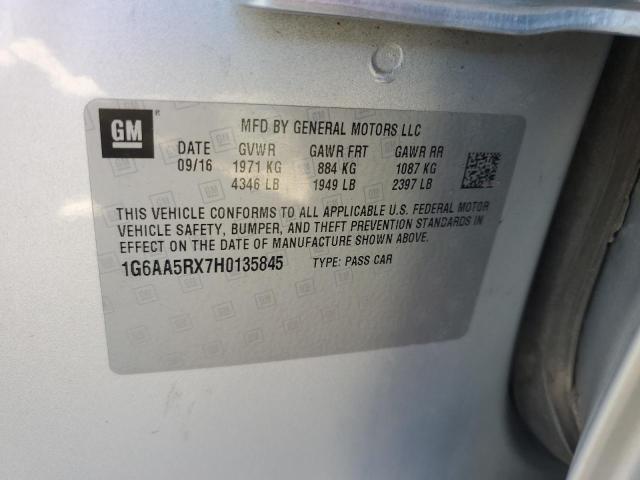 GM
MFD BY GENERAL MOTORS LLC
DATE GVWR GAWR FRT GAWR RR
09/16 1971 KG 884 KG 1087 KG
4346 LB 1949 LB 2397 LB
THIS VEHICLE CONFORMS TO ALL APPLICABLE U.S. FEDERAL MOTOR
VEHICLE SAFETY, BUMPER, AND THEFT PREVENTION STANDARDS IN
EFFECT ON THE DATE OF MANUFACTURE SHOWN ABOVE.
1G6AA5RX7H0135845 TYPE: PASS CAR